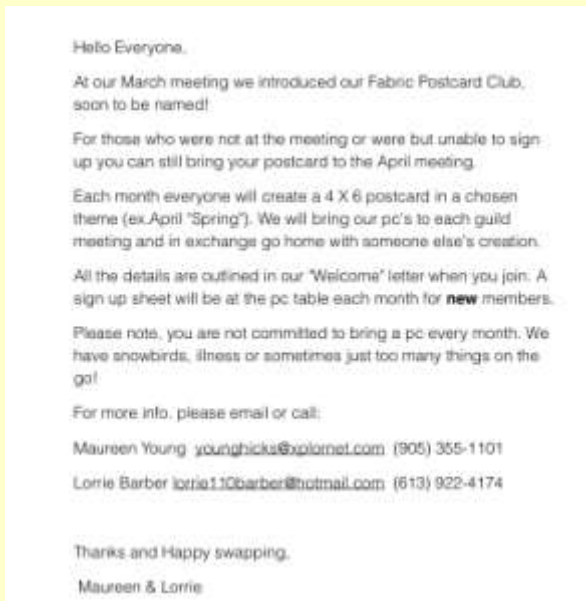 Hello Everyone,
At our March meeting we introduced our Fabric Postcard Club,
soon to be named!
For those who were not at the meeting or were but unable to sign
up you can still bring your postcard to the April meeting.
Each month everyone will create a 4 X 6 postcard in a chosen
theme (ex.April "Spring"). We will bring our pc's to each guild
meeting and in exchange go home with someone else's creation.
All the details are outlined in our "Welcome" letter when you join. A
sign up sheet will be at the pc table each month for new members.
Please note, you are not committed to bring a pc every month. We
have snowbirds, illness or sometimes just too many things on the
go!
For more info, please email or call:
Maureen Young younghicks@xplornet.com (905) 355-1101
Lorrie Barber lorrie110barber@hotmail.com (613) 922-4174
Thanks and Happy swapping,
Maureen & Lorrie